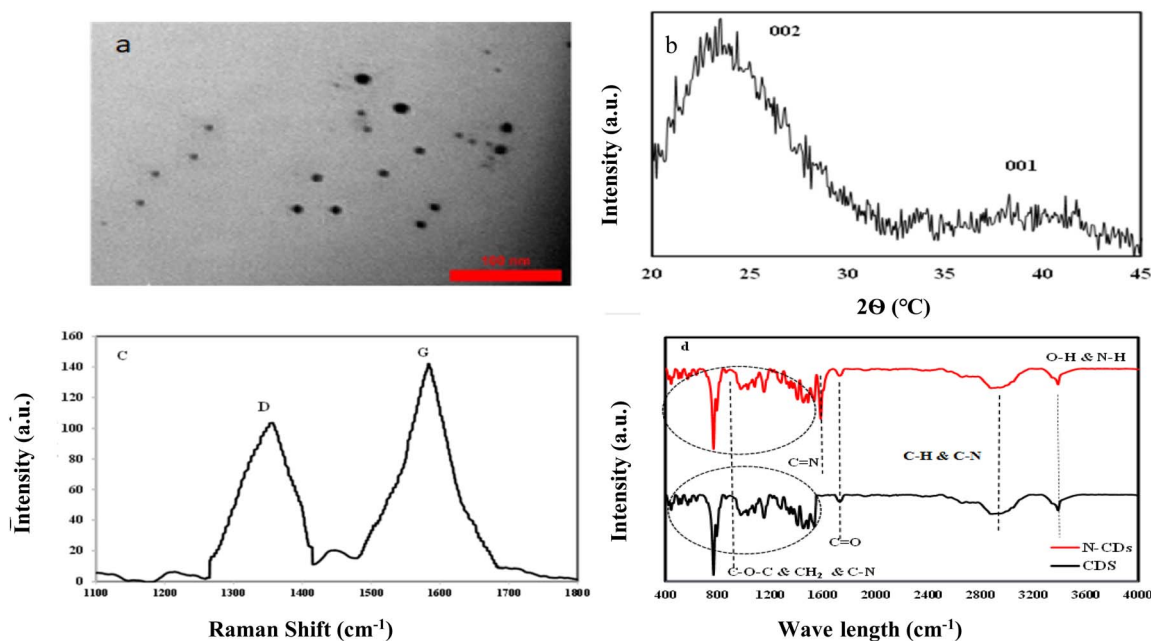 a
100 nm
b
002
001
Intensity (a.u.)
20 25 30 35 40 45
2Θ (°C)
C
D
G
160
140
120
100
80
60
40
20
0
Intensity (a.u.)
1100 1200 1300 1400 1500 1600 1700 1800
Raman Shift (cm⁻¹)
d
O-H & N-H
C=N
C-H & C-N
C=O
C-O-C & CH₂ & C-N
N-CDs
CDS
Intensity (a.u.)
400 800 1200 1600 2000 2400 2800 3200 3600 4000
Wave length (cm⁻¹)